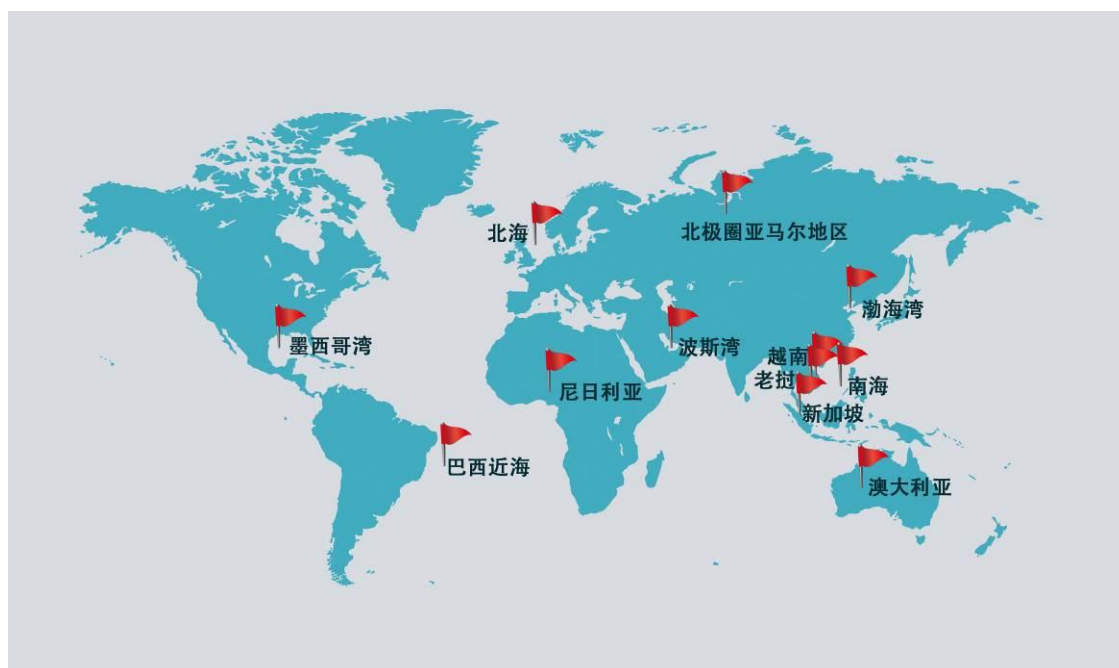 北海
北极圈亚马尔地区
渤海湾
墨西哥湾
波斯湾
越南
老挝
南海
尼日利亚
新加坡
巴西近海
澳大利亚